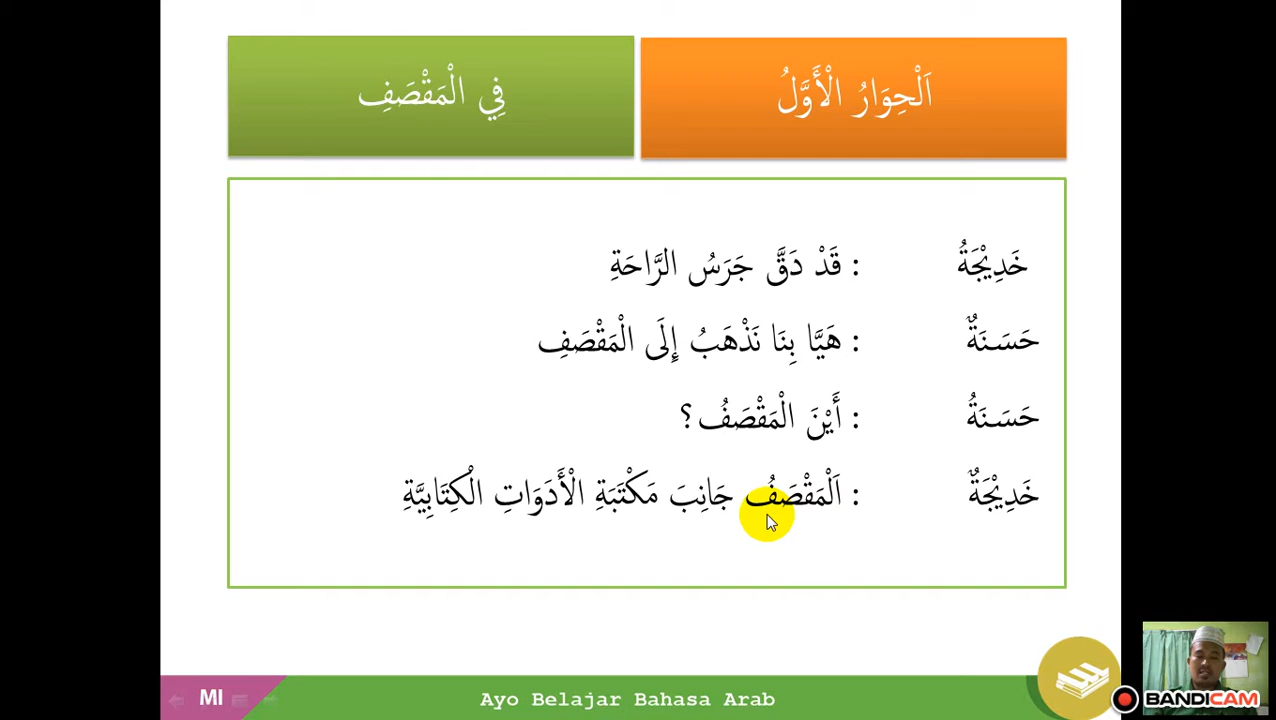 اَلْحِوَارُ الْأَوَّلُ
فِي الْمَقْصَفِ
خَدِيْجَةُ : قَدْ دَقَّ جَرَسُ الرَّاحَةِ
حَسَنَةٌ : هَيَّا بِنَا نَذْهَبُ إِلَى الْمَقْصَفِ
حَسَنَةُ : أَيْنَ الْمَقْصَفُ؟
خَدِيْجَةٌ : اَلْمَقْصَفُ جَانِبَ مَكْتَبَةِ الْأَدَوَاتِ الْكِتَابِيَّةِ
MI
Ayo Belajar Bahasa Arab
BANDICAM